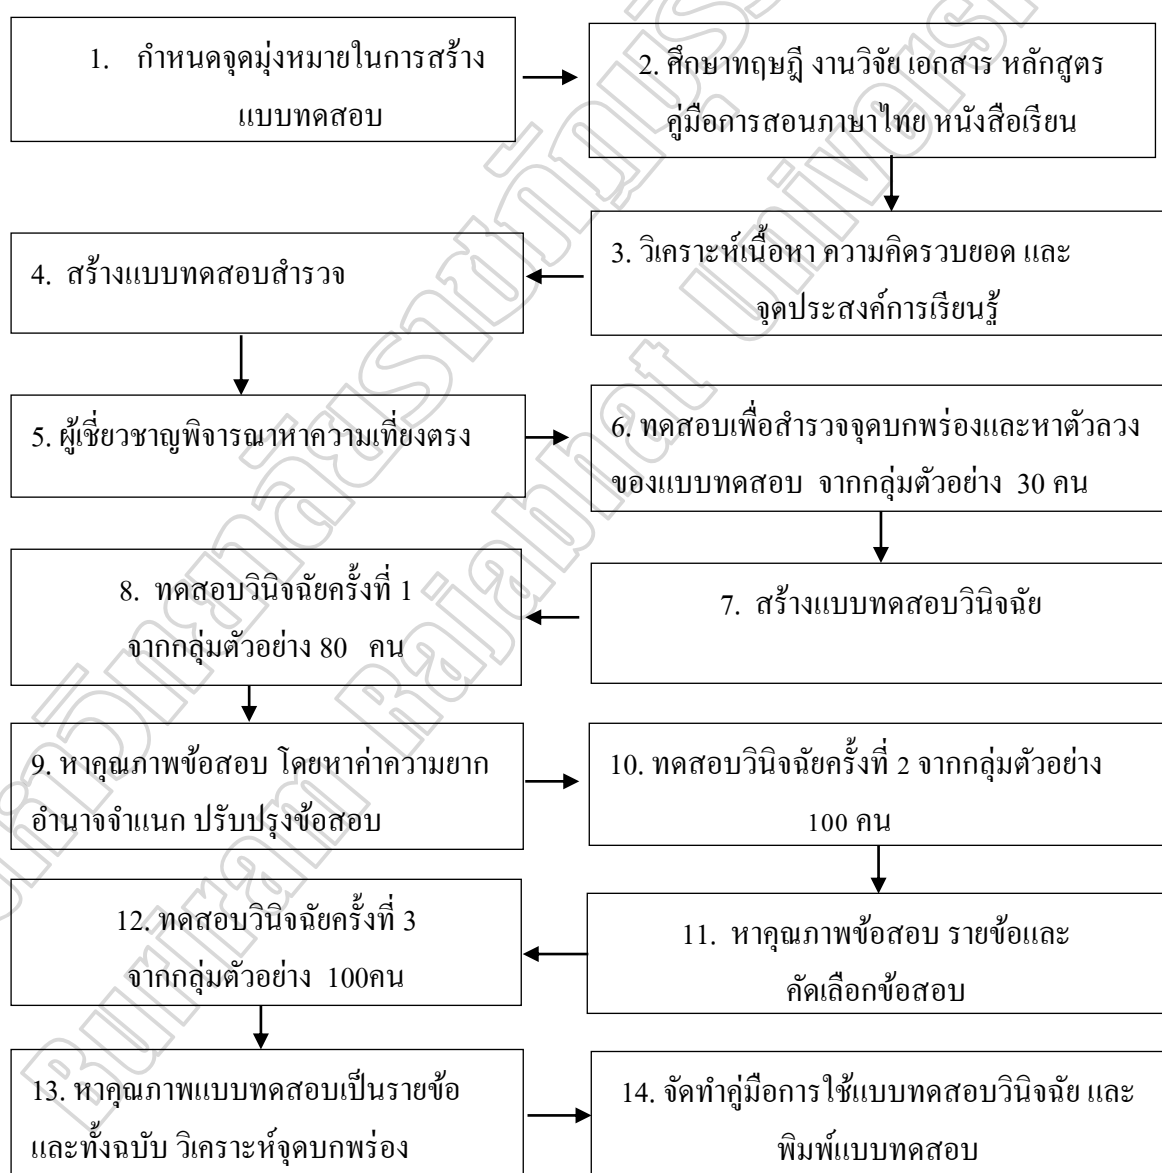 1. กำหนดจุดมุ่งหมายในการสร้าง
แบบทดสอบ
2. ศึกษาทฤษฎี งานวิจัย เอกสาร หลักสูตร
คู่มือการสอนภาษาไทย หนังสือเรียน
3. วิเคราะห์เนื้อหา ความคิดรวบยอด และ
จุดประสงค์การเรียนรู้
4. สร้างแบบทดสอบสำรวจ
5. ผู้เชี่ยวชาญพิจารณาหาความเที่ยงตรง
6. ทดสอบเพื่อสำรวจจุดบกพร่องและหาตัวลวง
ของแบบทดสอบ จากกลุ่มตัวอย่าง 30 คน
7. สร้างแบบทดสอบวินิจฉัย
8. ทดสอบวินิจฉัยครั้งที่ 1
จากกลุ่มตัวอย่าง 80 คน
9. หาคุณภาพข้อสอบ โดยหาค่าความยาก
อำนาจจำแนก ปรับปรุงข้อสอบ
10. ทดสอบวินิจฉัยครั้งที่ 2 จากกลุ่มตัวอย่าง
100 คน
11. หาคุณภาพข้อสอบ รายข้อและ
คัดเลือกข้อสอบ
12. ทดสอบวินิจฉัยครั้งที่ 3
จากกลุ่มตัวอย่าง 100คน
13. หาคุณภาพแบบทดสอบเป็นรายข้อ
และทั้งฉบับ วิเคราะห์จุดบกพร่อง
14. จัดทำคู่มือการใช้แบบทดสอบวินิจฉัย และ
พิมพ์แบบทดสอบ
Buriram Rajabhat